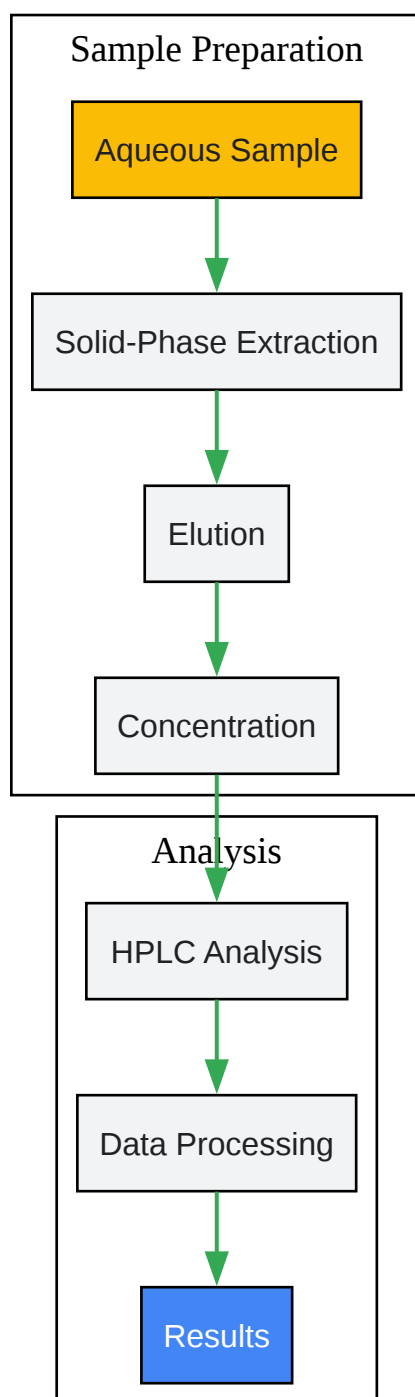 Sample Preparation
Aqueous Sample
Solid-Phase Extraction
Elution
Concentration
Analysis
HPLC Analysis
Data Processing
Results